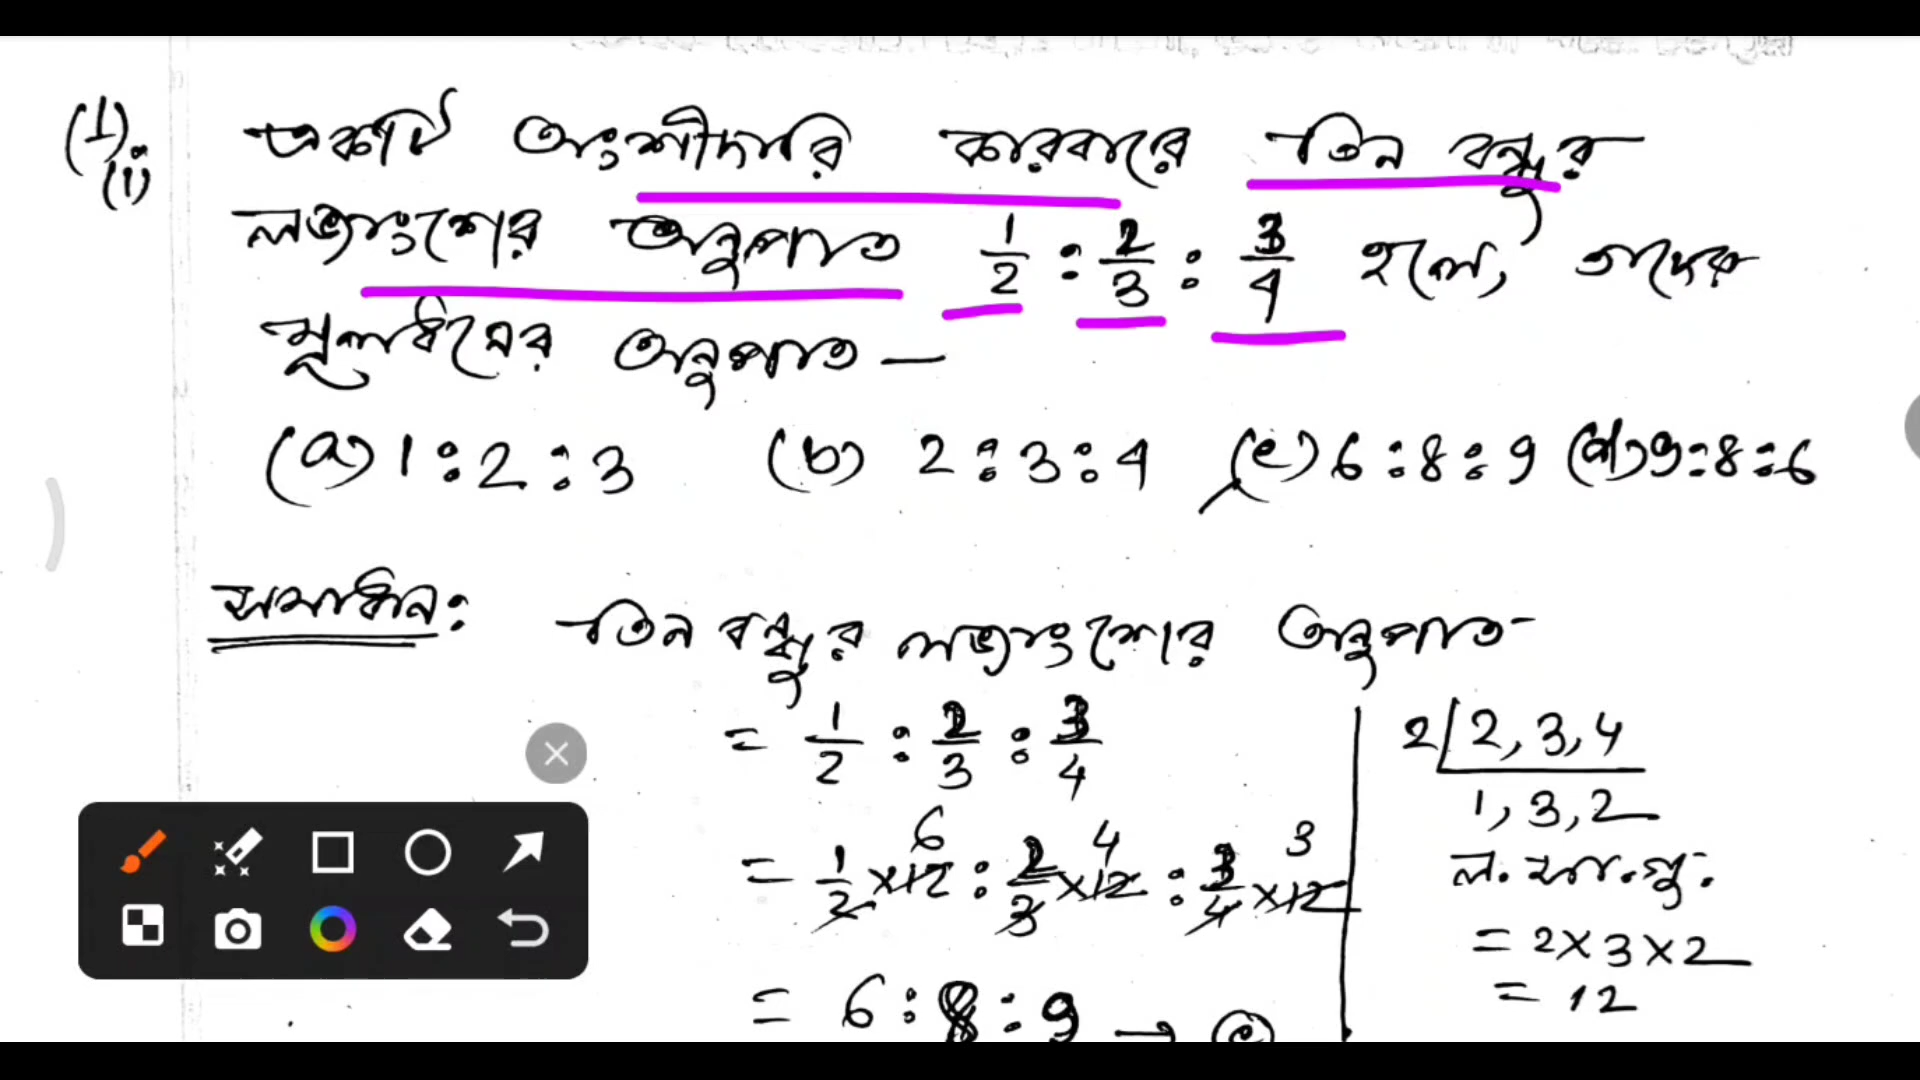 (1).(i) একটি অংশীদারি কারবারে তিন বন্ধুর
লভ্যাংশের অনুপাত 1/2 : 2/3 : 3/4 হলে, তাদের
মূলধনের অনুপাত —
(a) 1 : 2 : 3 (b) 2 : 3 : 4 (c) 6 : 8 : 9 (d) 9 : 8 : 6
সমাধান: তিন বন্ধুর লভ্যাংশের অনুপাত
= 1/2 : 2/3 : 3/4
= 1/2 × 12 6 : 2/3 × 12 4 : 3/4 × 12 3
= 6 : 8 : 9 → (c)
2 | 2, 3, 4
1, 3, 2
ল. সা. গু.
= 2 × 3 × 2
= 12